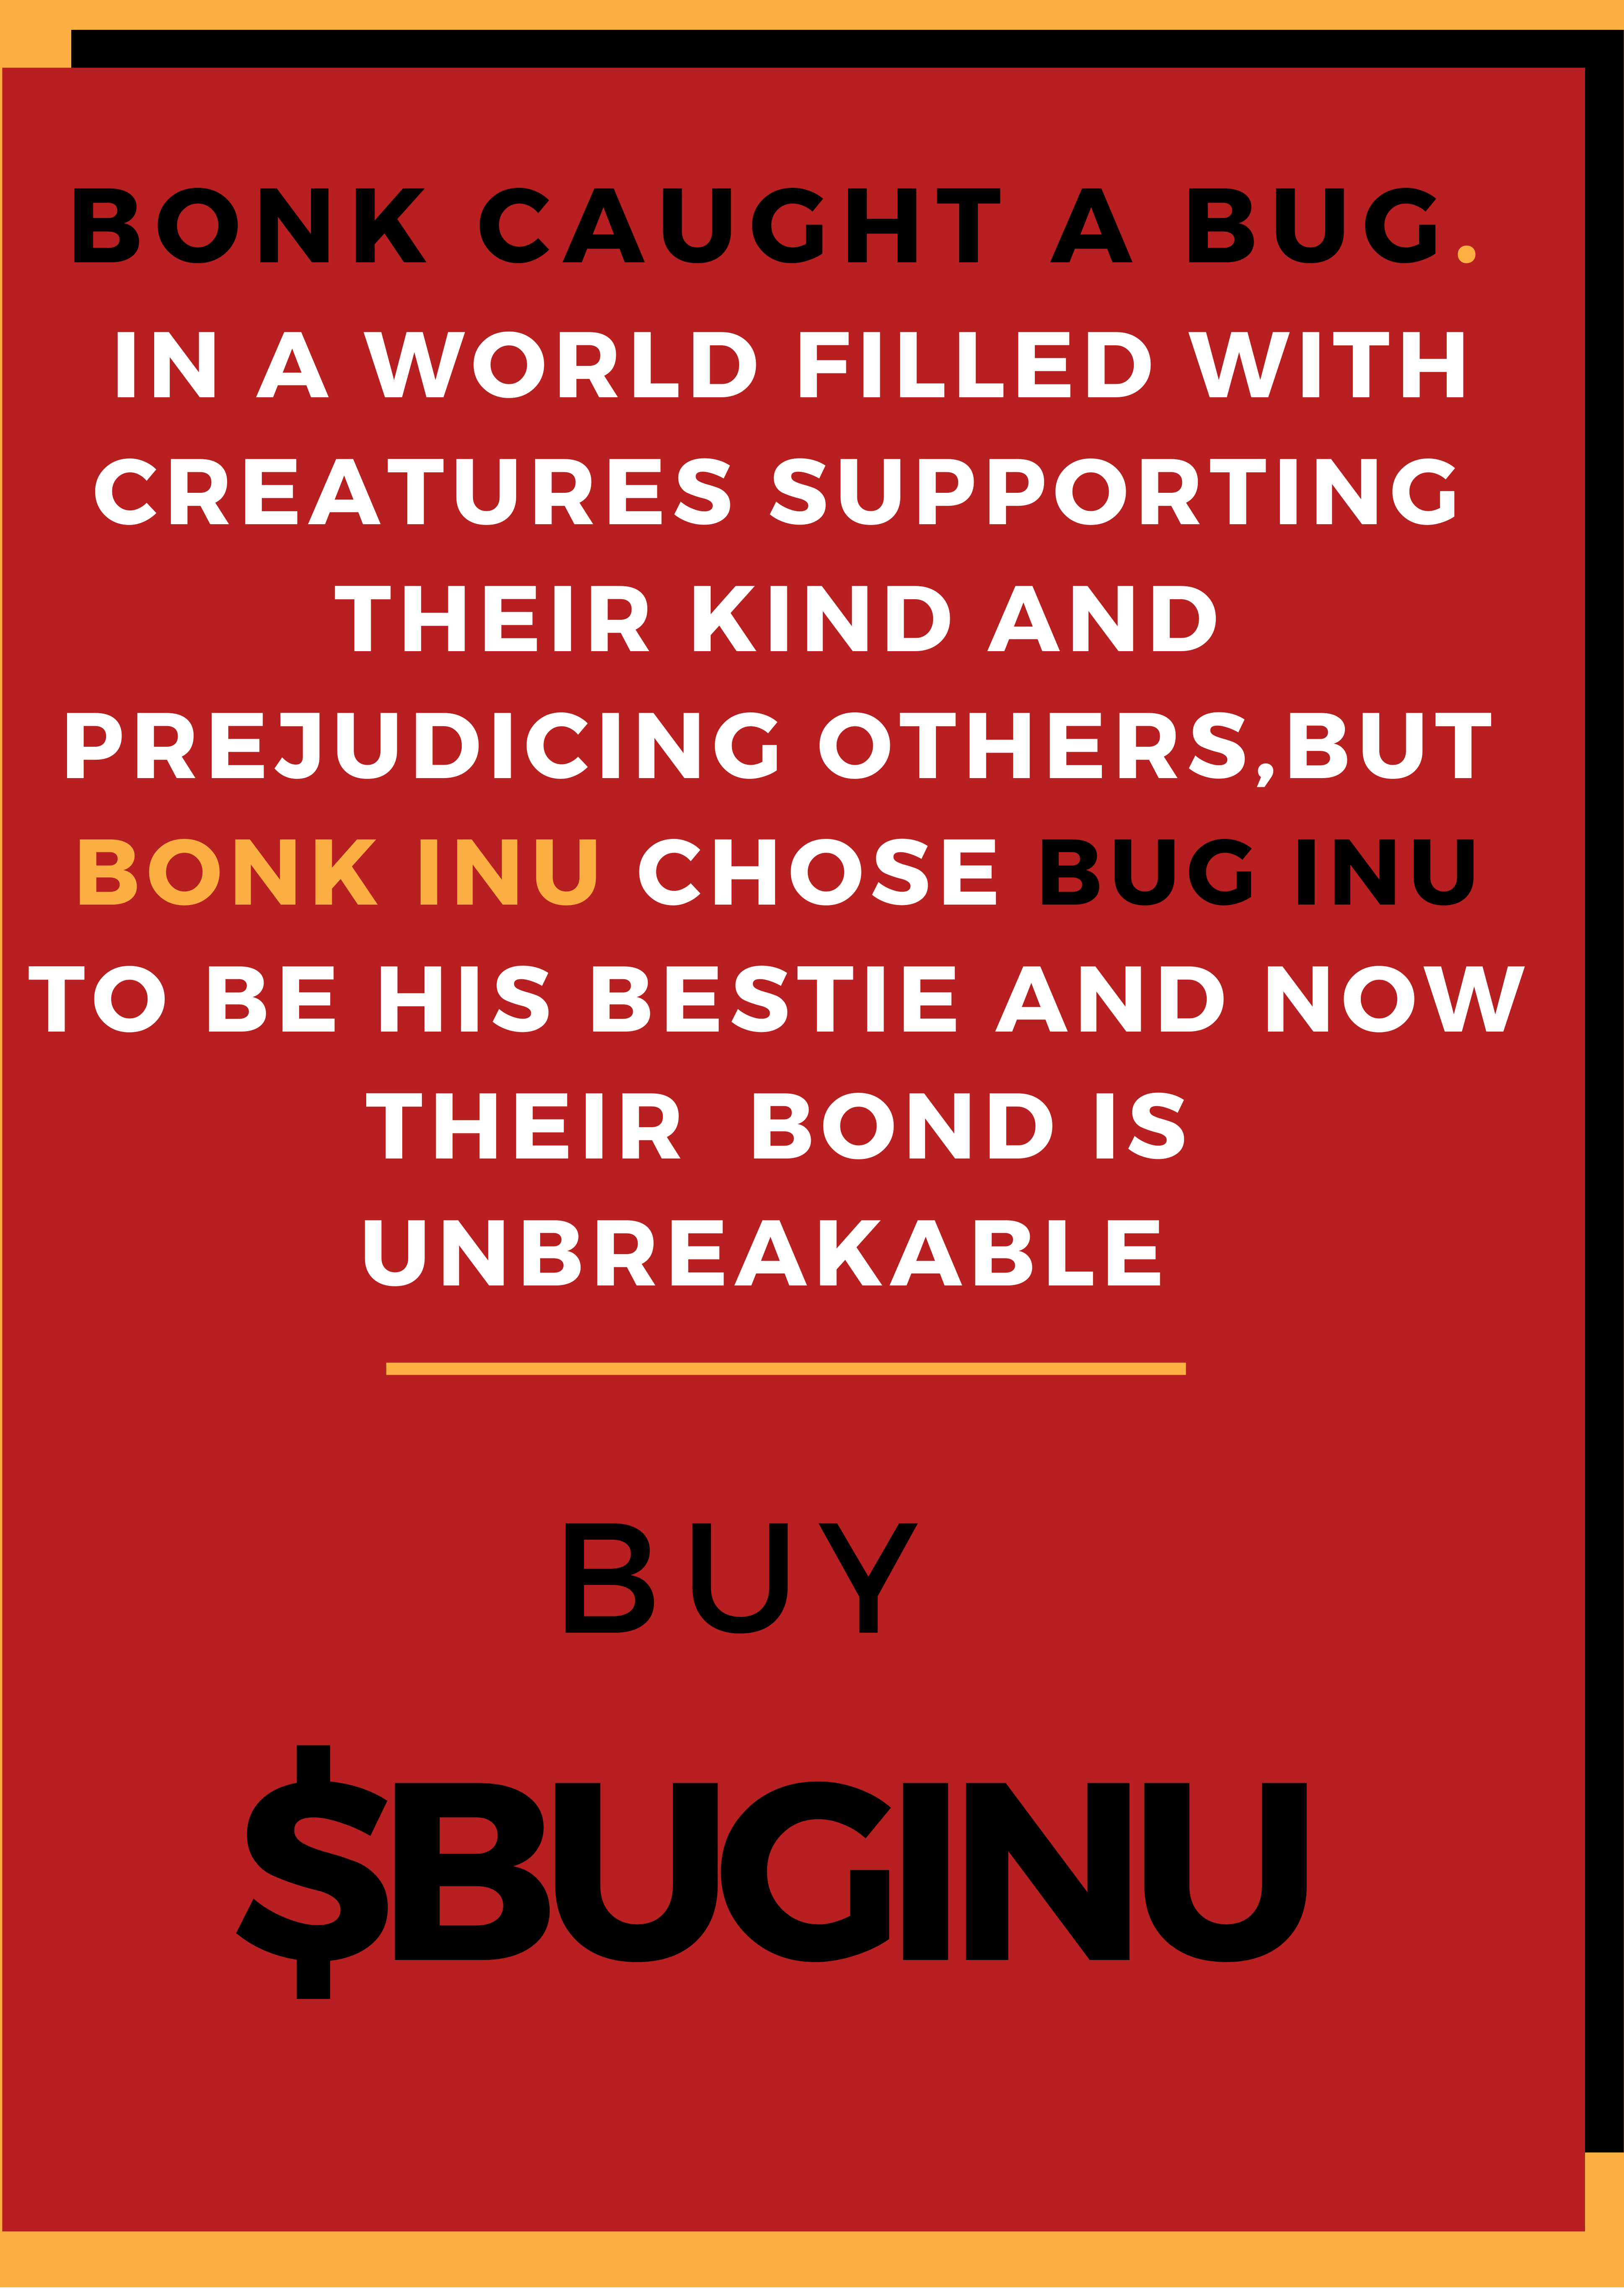 BONK CAUGHT A BUG.
IN A WORLD FILLED WITH
CREATURES SUPPORTING
THEIR KIND AND
PREJUDICING OTHERS,BUT
BONK INU CHOSE BUG INU
TO BE HIS BESTIE AND NOW
THEIR BOND IS
UNBREAKABLE
BUY
$BUGINU